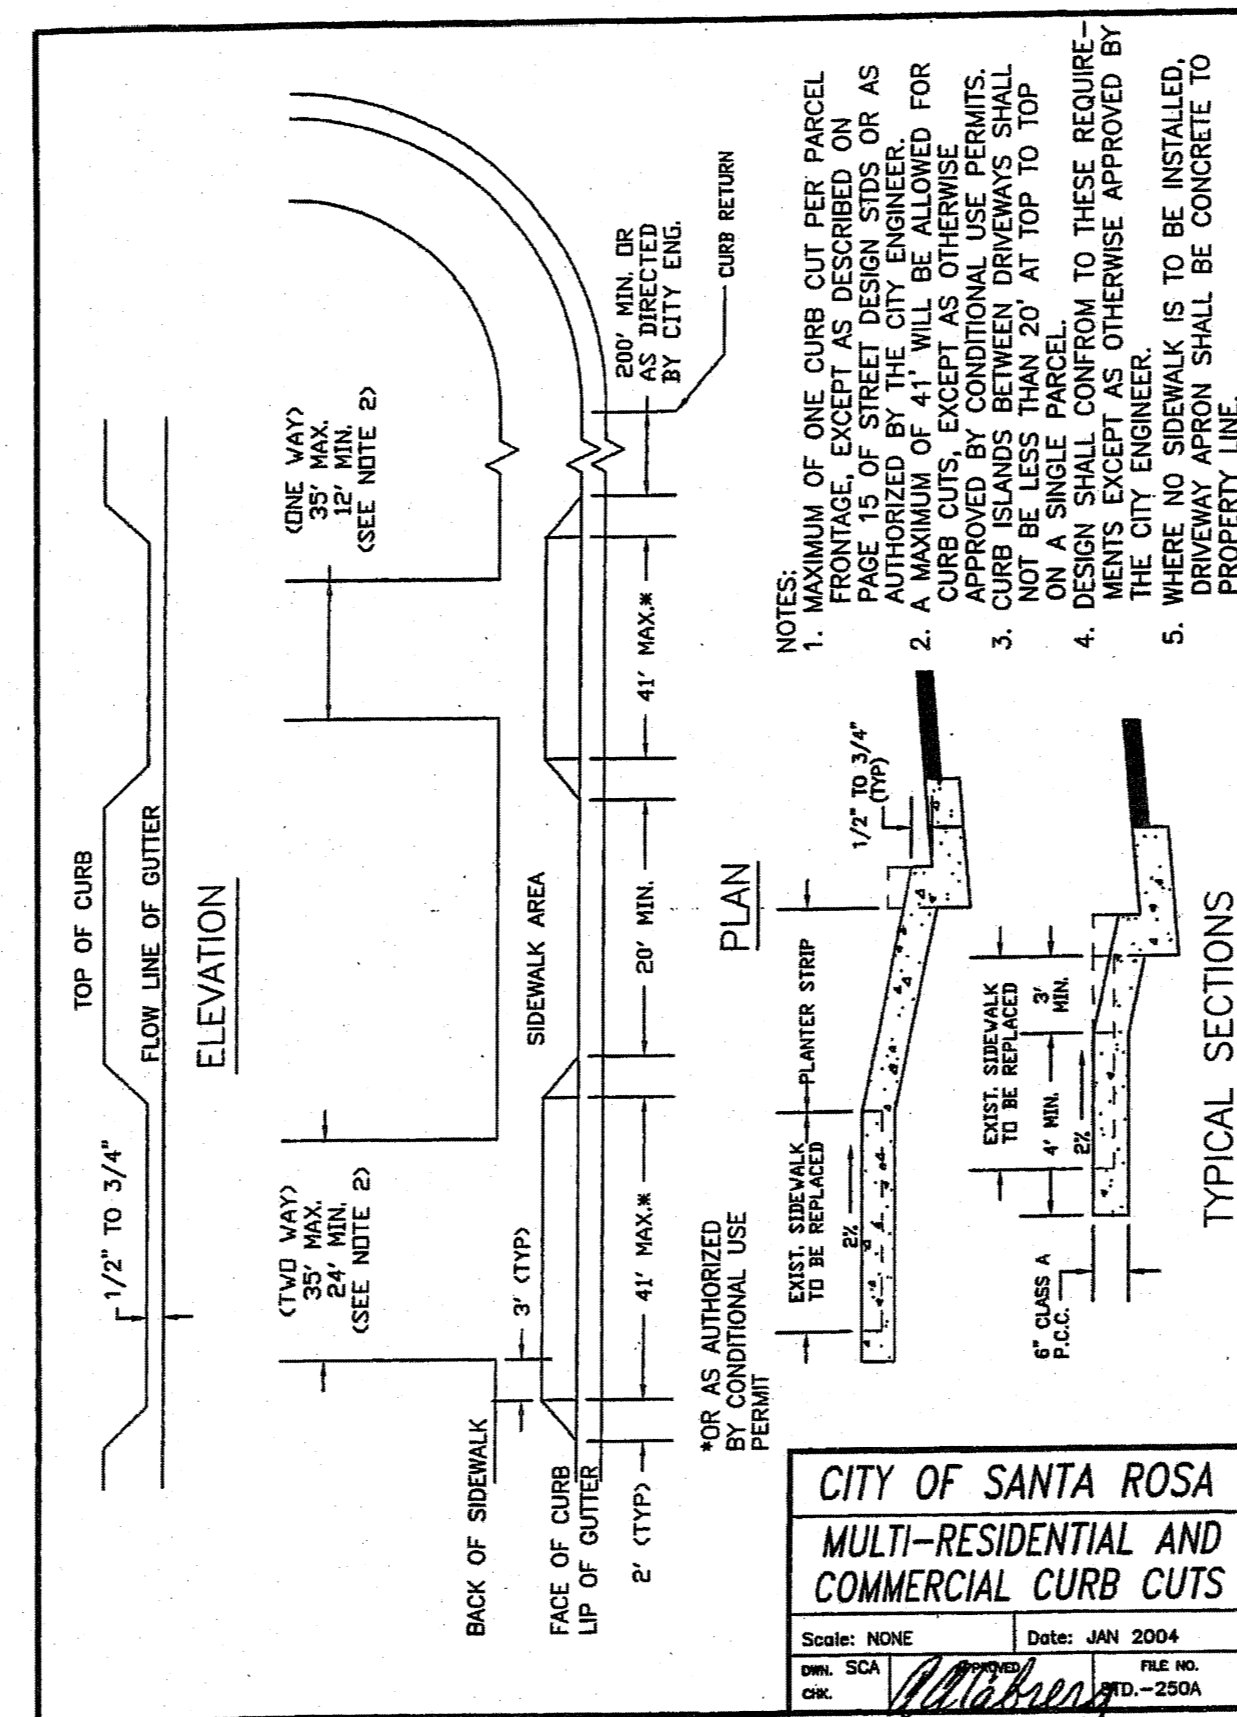 TOP OF CURB
1/2" TO 3/4"
FLOW LINE OF GUTTER
ELEVATION
(TWO WAY)
35' MAX.
24' MIN.
(SEE NOTE 2)
(ONE WAY)
35' MAX.
12' MIN.
(SEE NOTE 2)
BACK OF SIDEWALK
3' (TYP)
SIDEWALK AREA
FACE OF CURB
LIP OF GUTTER
2' (TYP)
41' MAX.*
20' MIN.
41' MAX.*
200' MIN. OR
AS DIRECTED
BY CITY ENG.
CURB RETURN
*OR AS AUTHORIZED
BY CONDITIONAL USE
PERMIT
PLAN
EXIST. SIDEWALK
TO BE REPLACED
PLANTER STRIP
2%
1/2" TO 3/4"
(TYP)
EXIST. SIDEWALK
TO BE REPLACED
4' MIN.
3'
MIN.
2%
6" CLASS A
P.C.C.
TYPICAL SECTIONS
NOTES:
1. MAXIMUM OF ONE CURB CUT PER PARCEL
FRONTAGE, EXCEPT AS DESCRIBED ON
PAGE 15 OF STREET DESIGN STDS OR AS
AUTHORIZED BY THE CITY ENGINEER.
2. A MAXIMUM OF 41' WILL BE ALLOWED FOR
CURB CUTS, EXCEPT AS OTHERWISE
APPROVED BY CONDITIONAL USE PERMITS.
3. CURB ISLANDS BETWEEN DRIVEWAYS SHALL
NOT BE LESS THAN 20' AT TOP TO TOP
ON A SINGLE PARCEL.
4. DESIGN SHALL CONFROM TO THESE REQUIRE-
MENTS EXCEPT AS OTHERWISE APPROVED BY
THE CITY ENGINEER.
5. WHERE NO SIDEWALK IS TO BE INSTALLED,
DRIVEWAY APRON SHALL BE CONCRETE TO
PROPERTY LINE.
CITY OF SANTA ROSA
MULTI-RESIDENTIAL AND
COMMERCIAL CURB CUTS
Scale: NONE
Date: JAN 2004
DWN. SCA
CHK.
APPROVED
FILE NO.
STD.-250A